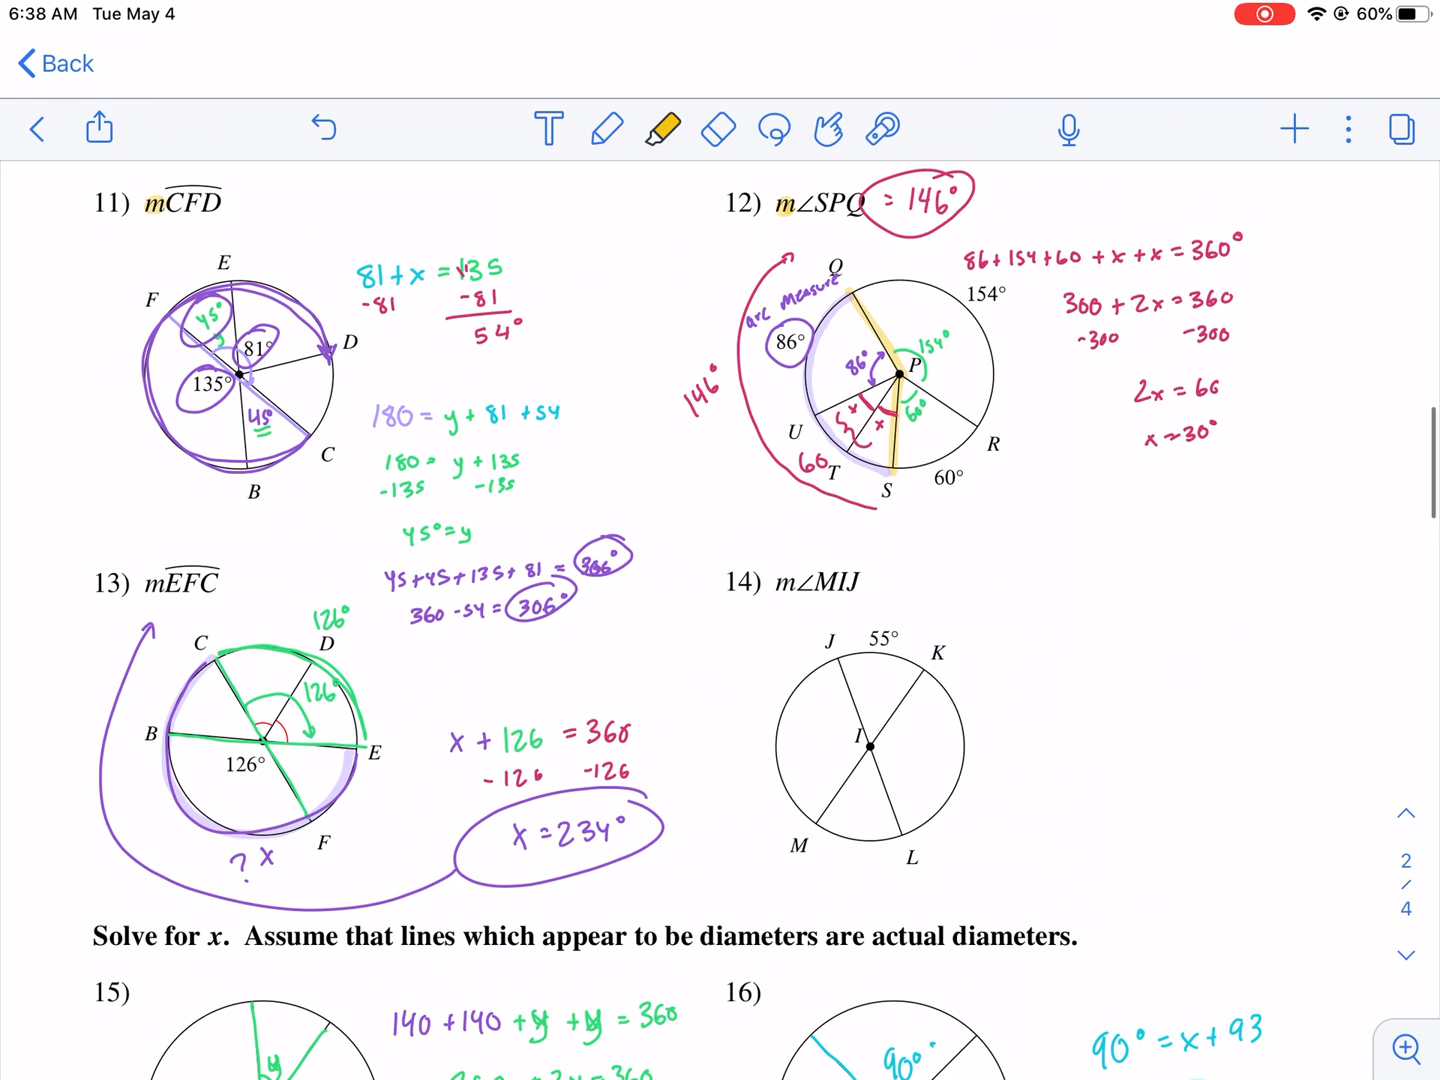 6:38 AM Tue May 4
60%
Back
11) mCFD
E
F
D
C
B
45°
81°
135°
45°
81 + x = 135
-81 -81
54°
180 = y + 81 + 54
180 = y + 135
-135 -135
45° = y
45 + 45 + 135 + 81 = 306°
360 - 54 = 306°
12) m∠SPQ = 146°
Q
arc measure
86°
154°
86°
154°
P
60°
x
x
146°
U
60
T
S
60°
R
86 + 154 + 60 + x + x = 360°
300 + 2x = 360
-300 -300
2x = 60
x = 30°
13) mEFC
126°
C
D
126°
B
E
126°
F
? x
x + 126 = 360
- 126 -126
x = 234°
14) m∠MIJ
J
55°
K
I
M
L
2
/
4
Solve for x. Assume that lines which appear to be diameters are actual diameters.
15)
y
140 + 140 + y + y = 360
16)
90°
90° = x + 93